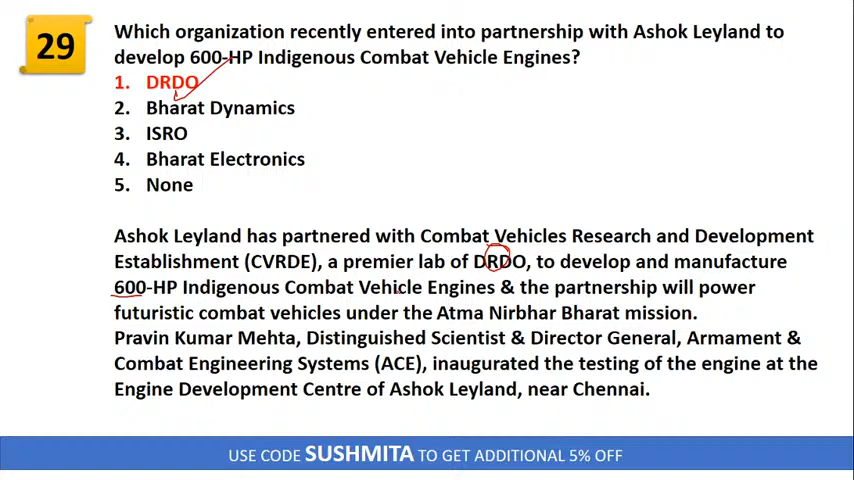 29
Which organization recently entered into partnership with Ashok Leyland to
develop 600-HP Indigenous Combat Vehicle Engines?
1. DRDO
2. Bharat Dynamics
3. ISRO
4. Bharat Electronics
5. None
Ashok Leyland has partnered with Combat Vehicles Research and Development
Establishment (CVRDE), a premier lab of DRDO, to develop and manufacture
600-HP Indigenous Combat Vehicle Engines & the partnership will power
futuristic combat vehicles under the Atma Nirbhar Bharat mission.
Pravin Kumar Mehta, Distinguished Scientist & Director General, Armament &
Combat Engineering Systems (ACE), inaugurated the testing of the engine at the
Engine Development Centre of Ashok Leyland, near Chennai.
USE CODE SUSHMITA TO GET ADDITIONAL 5% OFF